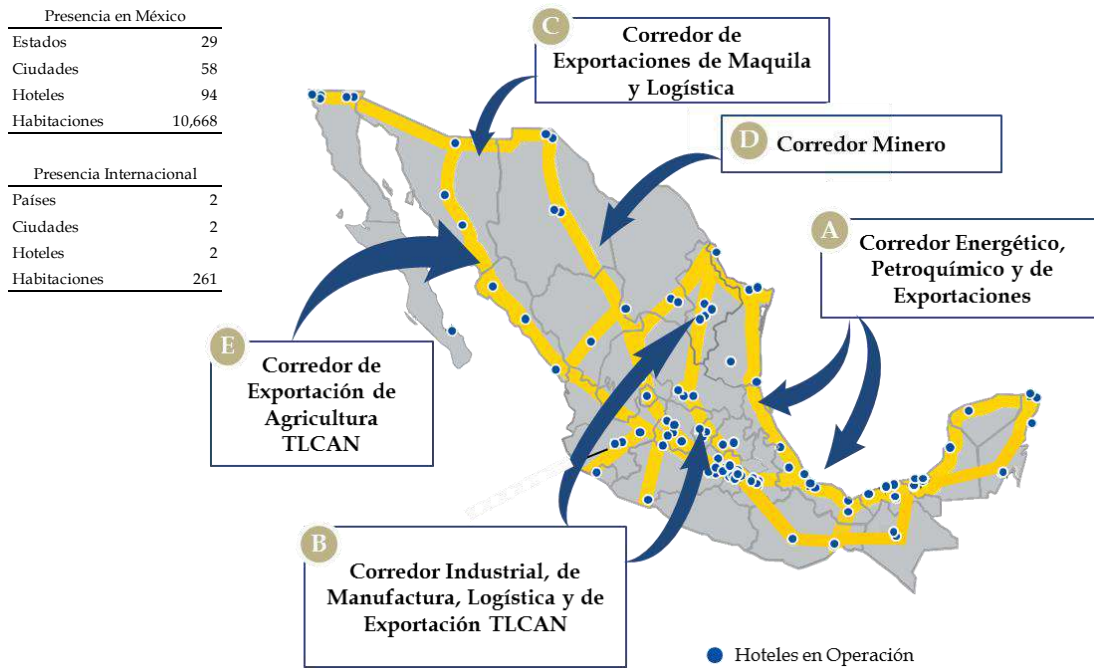 Presencia en México
Estados 29
Ciudades 58
Hoteles 94
Habitaciones 10,668
Presencia Internacional
Países 2
Ciudades 2
Hoteles 2
Habitaciones 261
C
Corredor de
Exportaciones de Maquila
y Logística
D
Corredor Minero
A
Corredor Energético,
Petroquímico y de
Exportaciones
E
Corredor de
Exportación de
Agricultura
TLCAN
B
Corredor Industrial, de
Manufactura, Logística y de
Exportación TLCAN
Hoteles en Operación